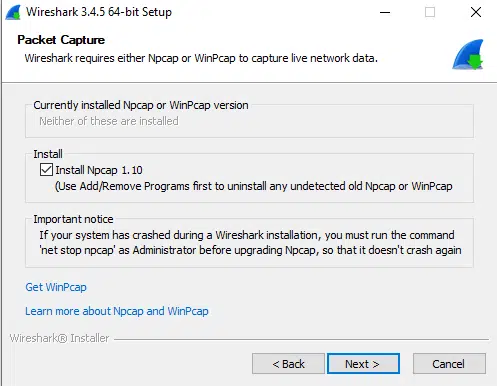 Wireshark 3.4.5 64-bit Setup
Packet Capture
Wireshark requires either Npcap or WinPcap to capture live network data.
Currently installed Npcap or WinPcap version
Neither of these are installed
Install
Install Npcap 1.10
(Use Add/Remove Programs first to uninstall any undetected old Npcap or WinPcap
Important notice
If your system has crashed during a Wireshark installation, you must run the command
'net stop npcap' as Administrator before upgrading Npcap, so that it doesn't crash again
Get WinPcap
Learn more about Npcap and WinPcap
Wireshark® Installer
< Back
Next >
Cancel